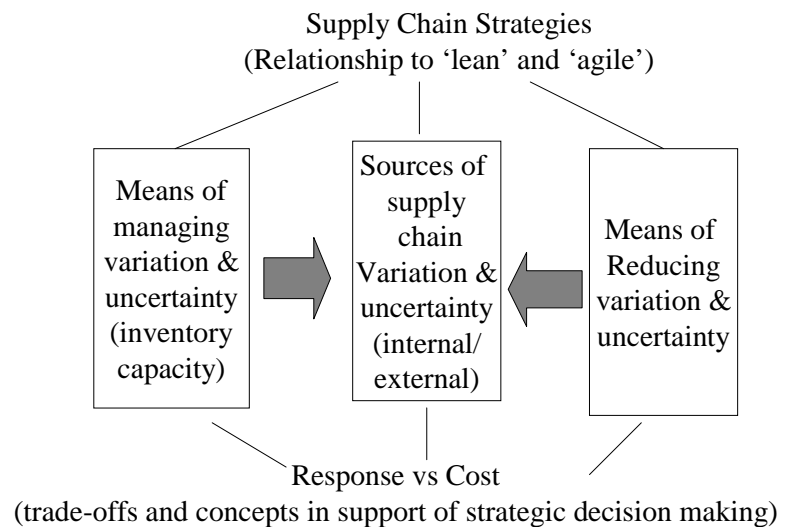 Supply Chain Strategies
(Relationship to ‘lean’ and ‘agile’)
Means of
managing
variation &
uncertainty
(inventory
capacity)
Sources of
supply
chain
Variation &
uncertainty
(internal/
external)
Means of
Reducing
variation &
uncertainty
Response vs Cost
(trade-offs and concepts in support of strategic decision making)